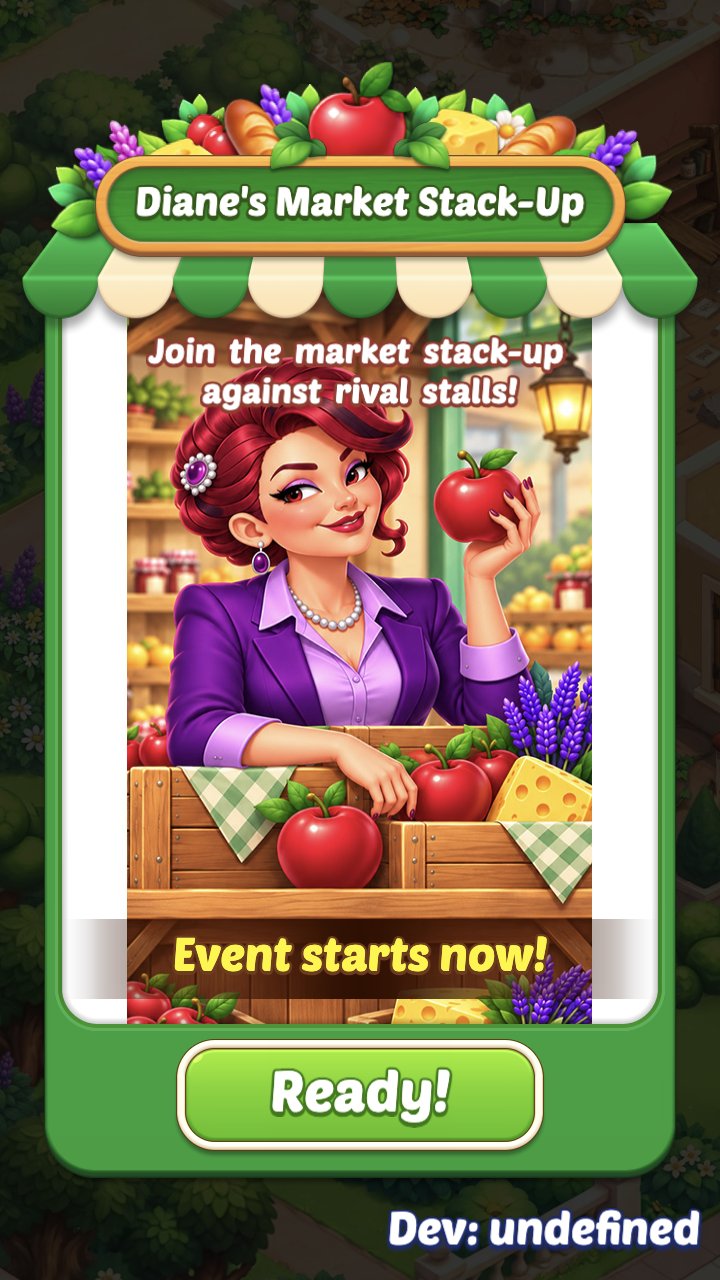 Diane's Market Stack-Up
Join the market stack-up
against rival stalls!
Event starts now!
Ready!
Dev: undefined